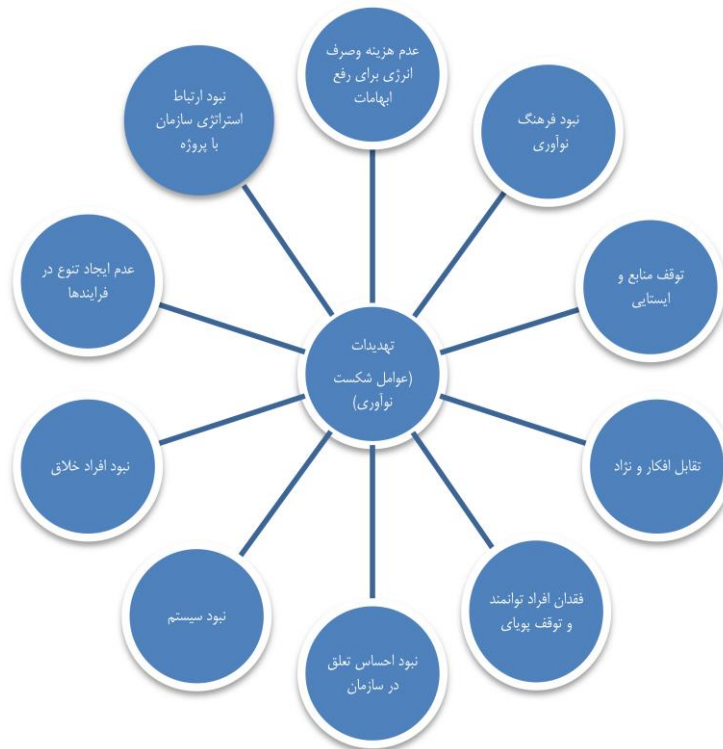 عدم هزینه وصرف
انرژی برای رفع
ابهامات
نبود فرهنگ
نوآوری
توقف منابع و
ایستایی
تقابل افکار و نژاد
فقدان افراد توانمند
و توقف پویای
نبود احساس تعلق
در سازمان
نبود سیستم
نبود افراد خلاق
عدم ایجاد تنوع در
فرایندها
نبود ارتباط
استراتژی سازمان
با پروژه
تهدیدات
(عوامل شکست
نوآوری)